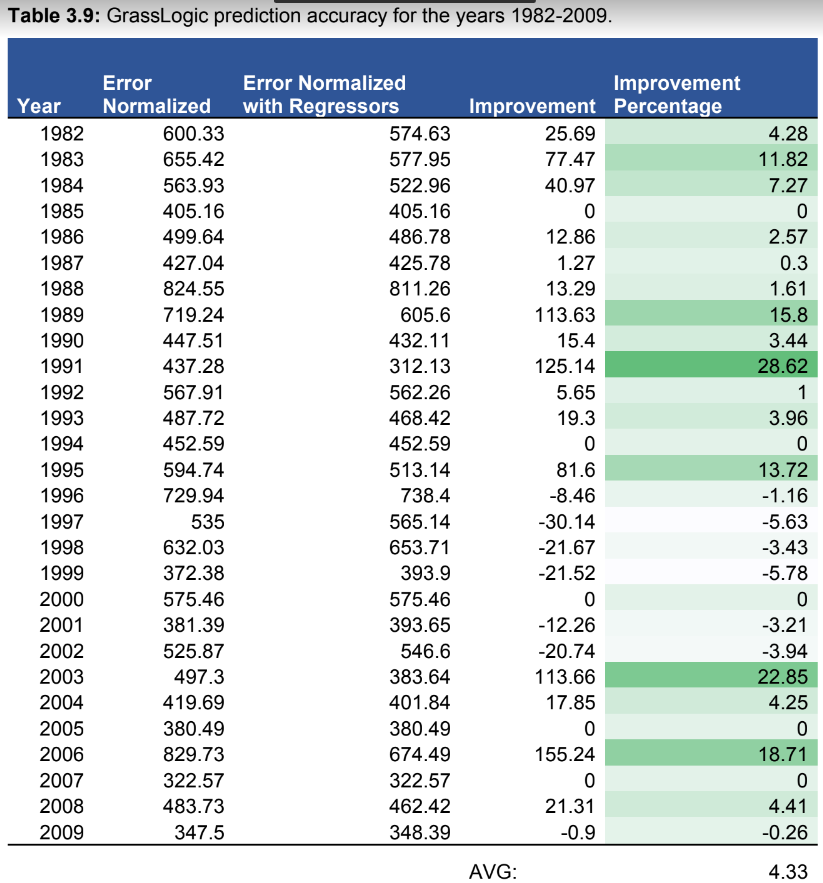 Table 3.9: GrassLogic prediction accuracy for the years 1982-2009.
Year Error Normalized Error Normalized with Regressors Improvement Improvement Percentage
1982 600.33 574.63 25.69 4.28
1983 655.42 577.95 77.47 11.82
1984 563.93 522.96 40.97 7.27
1985 405.16 405.16 0 0
1986 499.64 486.78 12.86 2.57
1987 427.04 425.78 1.27 0.3
1988 824.55 811.26 13.29 1.61
1989 719.24 605.6 113.63 15.8
1990 447.51 432.11 15.4 3.44
1991 437.28 312.13 125.14 28.62
1992 567.91 562.26 5.65 1
1993 487.72 468.42 19.3 3.96
1994 452.59 452.59 0 0
1995 594.74 513.14 81.6 13.72
1996 729.94 738.4 -8.46 -1.16
1997 535 565.14 -30.14 -5.63
1998 632.03 653.71 -21.67 -3.43
1999 372.38 393.9 -21.52 -5.78
2000 575.46 575.46 0 0
2001 381.39 393.65 -12.26 -3.21
2002 525.87 546.6 -20.74 -3.94
2003 497.3 383.64 113.66 22.85
2004 419.69 401.84 17.85 4.25
2005 380.49 380.49 0 0
2006 829.73 674.49 155.24 18.71
2007 322.57 322.57 0 0
2008 483.73 462.42 21.31 4.41
2009 347.5 348.39 -0.9 -0.26
AVG: 4.33